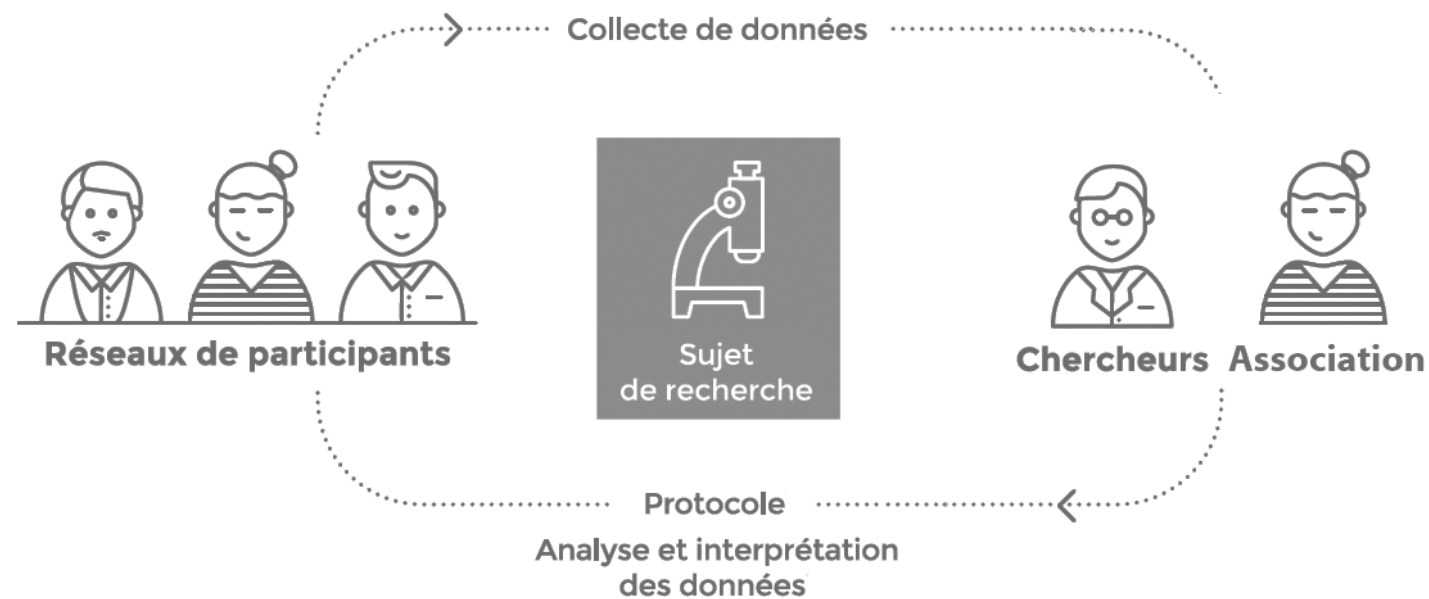 Collecte de données
Réseaux de participants
Sujet
de recherche
Chercheurs
Association
Protocole
Analyse et interprétation
des données